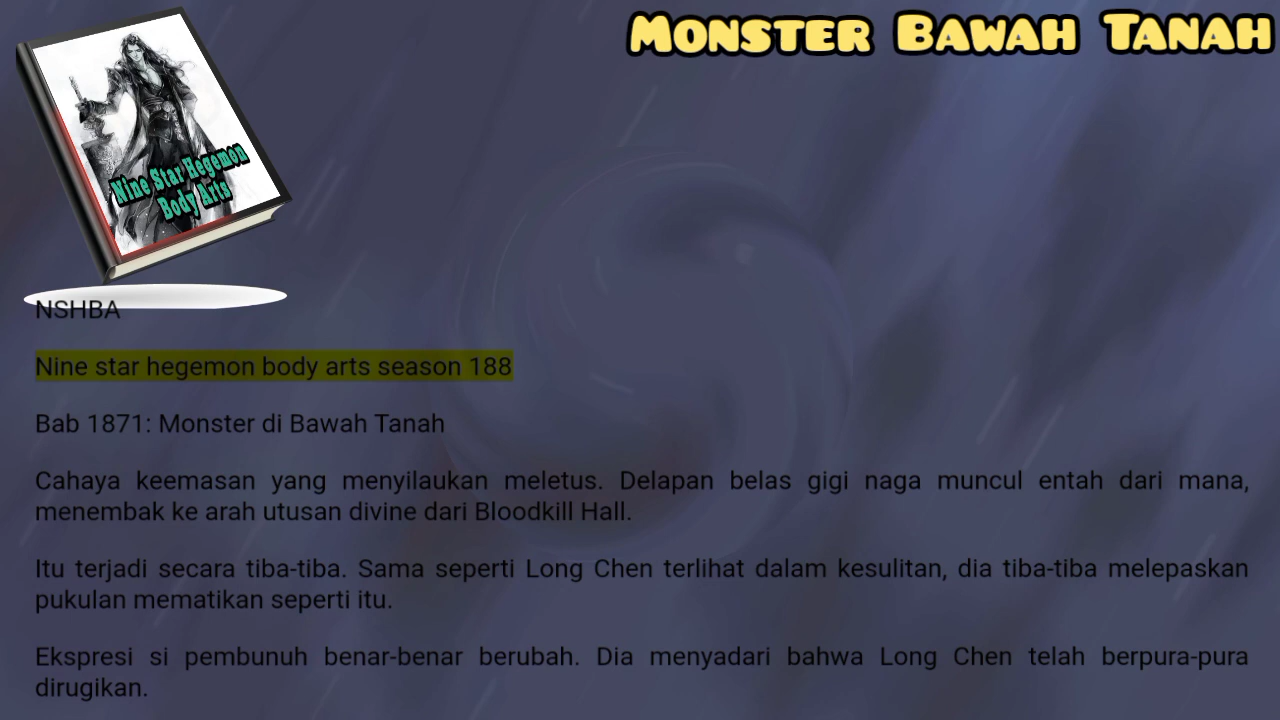 Monster Bawah Tanah
Nine Star Hegemon
Body Arts
NSHBA
Nine star hegemon body arts season 188
Bab 1871: Monster di Bawah Tanah
Cahaya keemasan yang menyilaukan meletus. Delapan belas gigi naga muncul entah dari mana,
menembak ke arah utusan divine dari Bloodkill Hall.
Itu terjadi secara tiba-tiba. Sama seperti Long Chen terlihat dalam kesulitan, dia tiba-tiba melepaskan
pukulan mematikan seperti itu.
Ekspresi si pembunuh benar-benar berubah. Dia menyadari bahwa Long Chen telah berpura-pura
dirugikan.